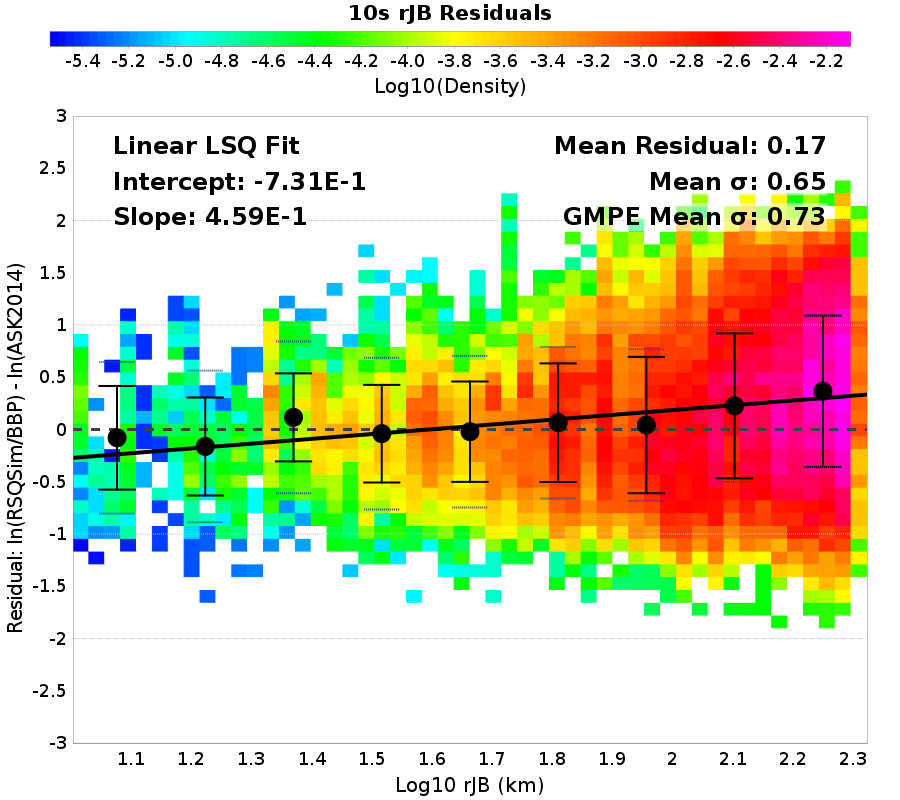 10s rJB Residuals
-5.4 -5.2 -5.0 -4.8 -4.6 -4.4 -4.2 -4.0 -3.8 -3.6 -3.4 -3.2 -3.0 -2.8 -2.6 -2.4 -2.2
Log10(Density)
Linear LSQ Fit
Intercept: -7.31E-1
Slope: 4.59E-1
Mean Residual: 0.17
Mean σ: 0.65
GMPE Mean σ: 0.73
Residual: ln(RSQSim/BBP) - ln(ASK2014)
3
2.5
2
1.5
1
0.5
0
-0.5
-1
-1.5
-2
-2.5
-3
1.1 1.2 1.3 1.4 1.5 1.6 1.7 1.8 1.9 2 2.1 2.2 2.3
Log10 rJB (km)